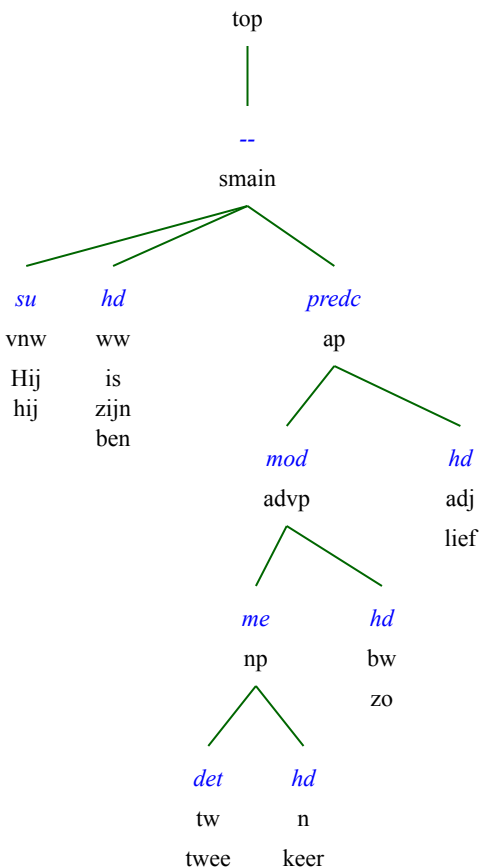 top
--
smain
su hd predc
vnw ww ap
Hij is
hij zijn
ben
mod hd
advp adj
lief
me hd
np bw
zo
det hd
tw n
twee keer